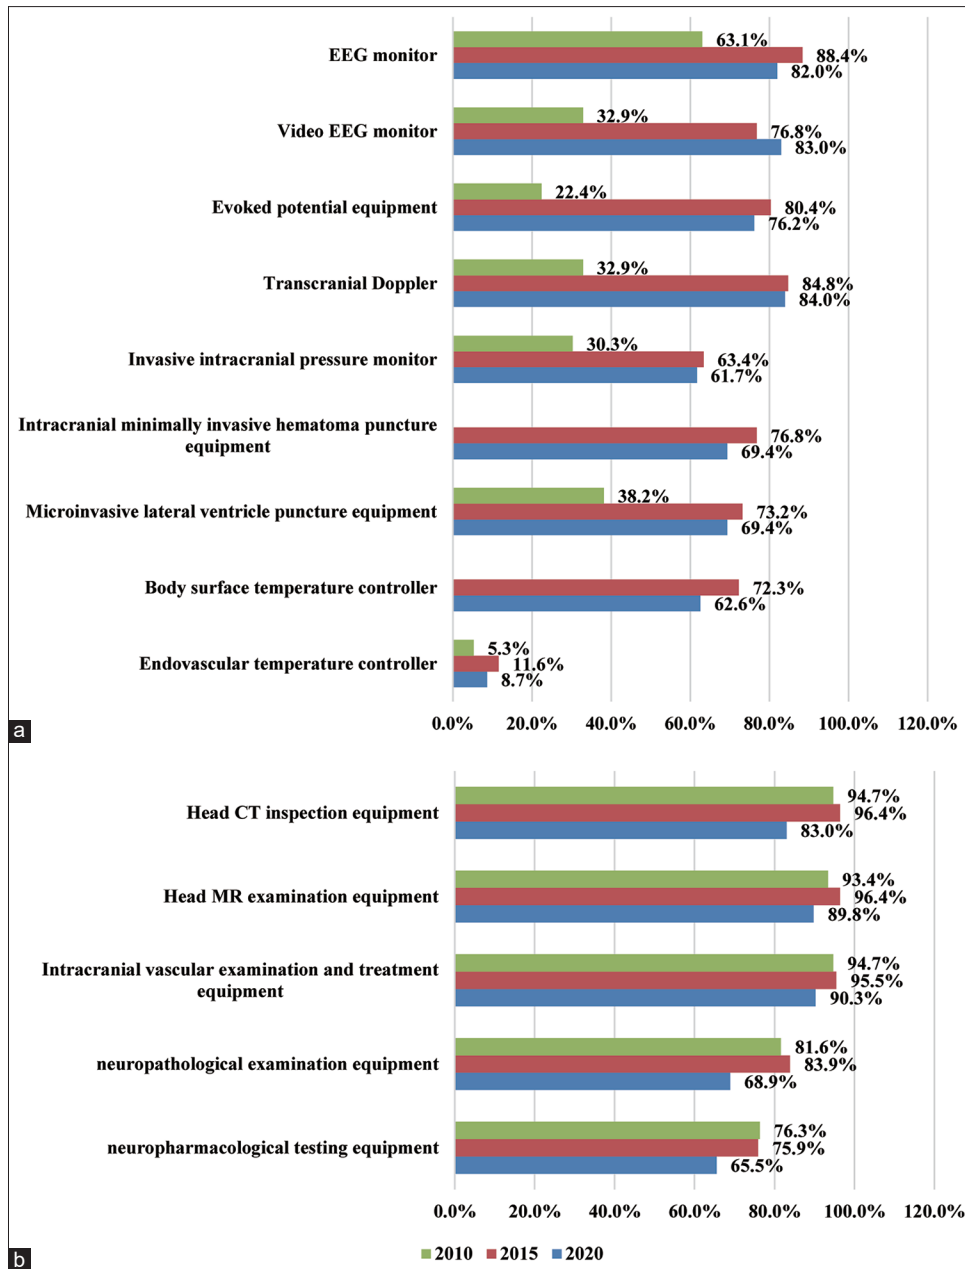 EEG monitor
63.1%
88.4%
82.0%
Video EEG monitor
32.9%
76.8%
83.0%
Evoked potential equipment
22.4%
80.4%
76.2%
Transcranial Doppler
32.9%
84.8%
84.0%
Invasive intracranial pressure monitor
30.3%
63.4%
61.7%
Intracranial minimally invasive hematoma puncture
equipment
76.8%
69.4%
Microinvasive lateral ventricle puncture equipment
38.2%
73.2%
69.4%
Body surface temperature controller
72.3%
62.6%
Endovascular temperature controller
5.3%
11.6%
8.7%
0.0% 20.0% 40.0% 60.0% 80.0% 100.0% 120.0%
a
Head CT inspection equipment
94.7%
96.4%
83.0%
Head MR examination equipment
93.4%
96.4%
89.8%
Intracranial vascular examination and treatment
equipment
94.7%
95.5%
90.3%
neuropathological examination equipment
81.6%
83.9%
68.9%
neuropharmacological testing equipment
76.3%
75.9%
65.5%
0.0% 20.0% 40.0% 60.0% 80.0% 100.0% 120.0%
2010 2015 2020
b